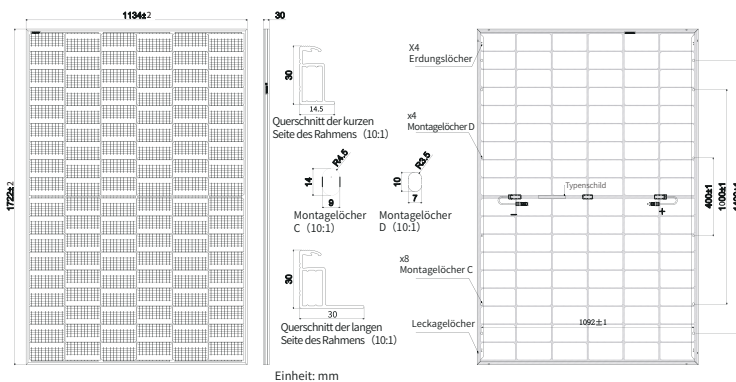 1134±2
30
1722±2
30
14.5
Querschnitt der kurzen
Seite des Rahmens (10:1)
R4.5
14
9
Montagelöcher
C (10:1)
R3.5
10
7
Montagelöcher
D (10:1)
30
30
Querschnitt der langen
Seite des Rahmens (10:1)
Einheit: mm
X4
Erdungslöcher
x4
Montagelöcher D
Typenschild
－
+
x8
Montagelöcher C
1092±1
Leckagelöcher
400±1
1000±1